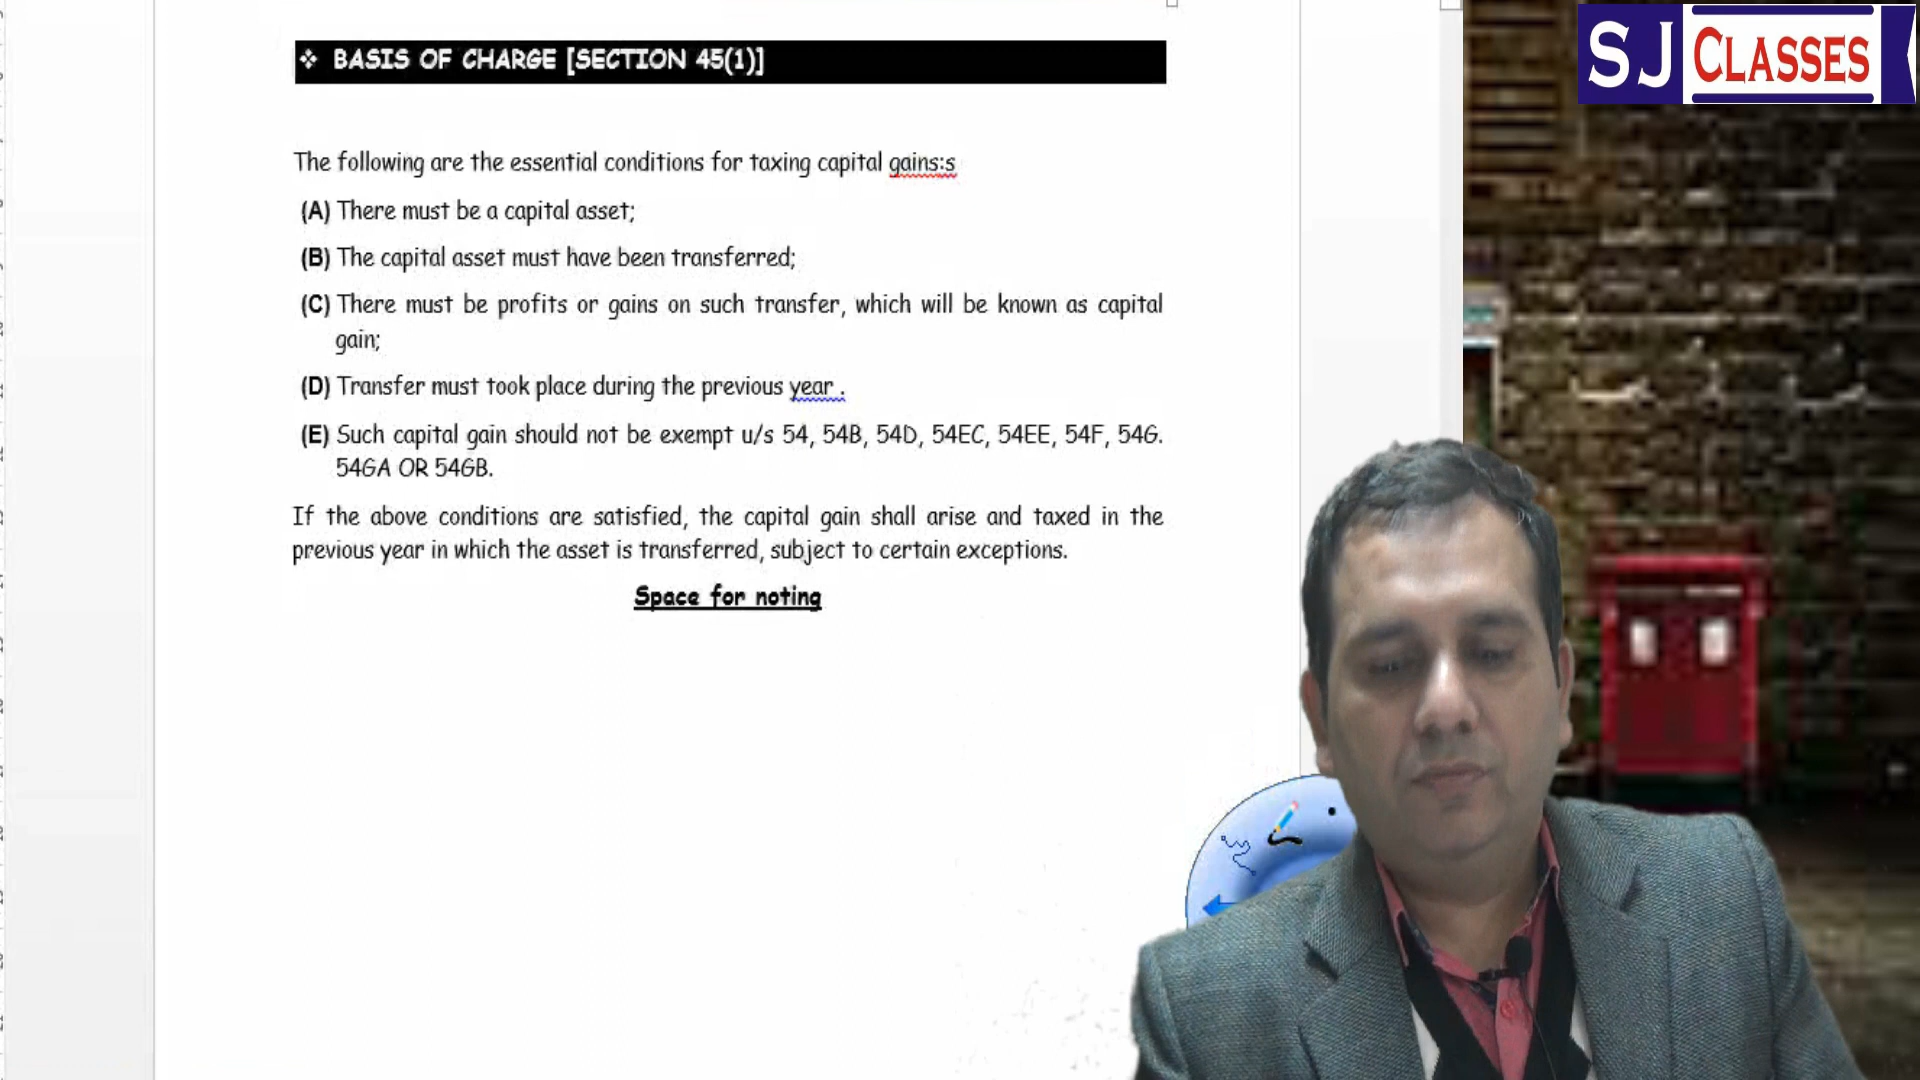 ❖ BASIS OF CHARGE [SECTION 45(1)]
SJ CLASSES
The following are the essential conditions for taxing capital gains:s
(A) There must be a capital asset;
(B) The capital asset must have been transferred;
(C) There must be profits or gains on such transfer, which will be known as capital
gain;
(D) Transfer must took place during the previous year .
(E) Such capital gain should not be exempt u/s 54, 54B, 54D, 54EC, 54EE, 54F, 54G.
54GA OR 54GB.
If the above conditions are satisfied, the capital gain shall arise and taxed in the
previous year in which the asset is transferred, subject to certain exceptions.
Space for noting